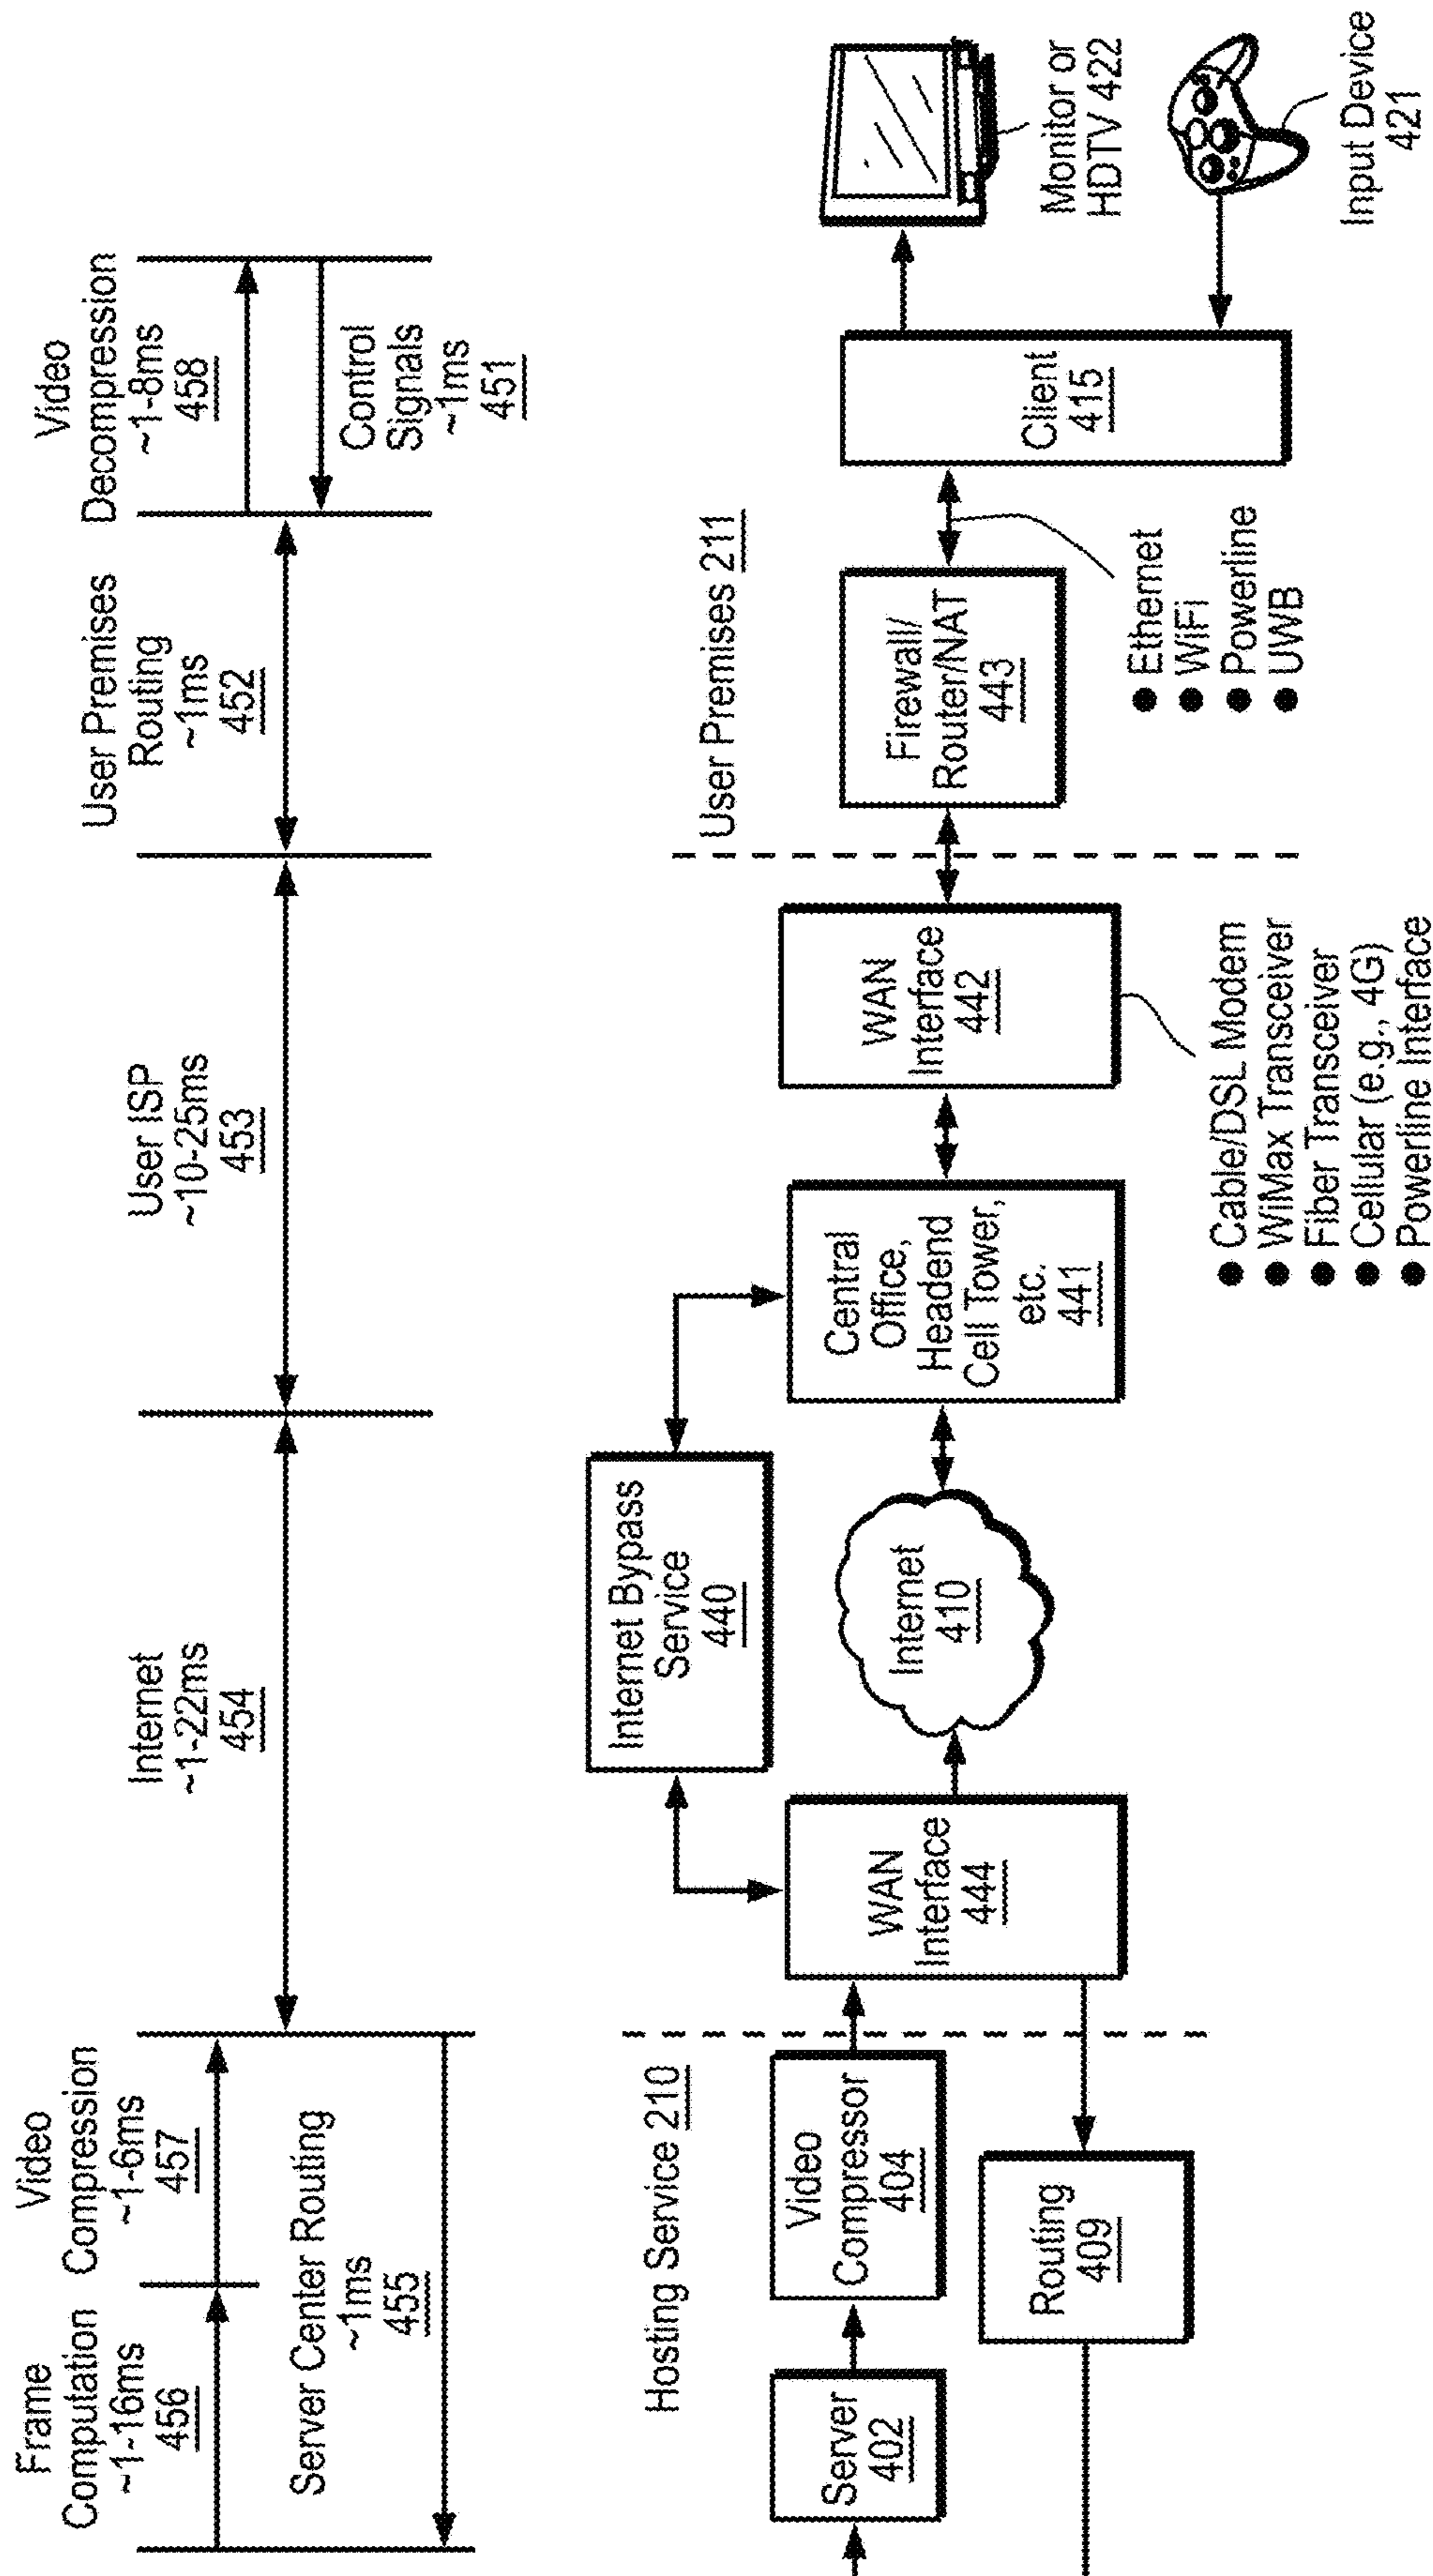 Frame
Computation
~1-16ms
456
Video
Compression
~1-6ms
457
Server Center Routing
~1ms
455
Internet
~1-22ms
454
User ISP
~10-25ms
453
User Premises
Routing
~1ms
452
Video
Decompression
~1-8ms
458
Control
Signals
~1ms
451
Hosting Service 210
Server
402
Video
Compressor
404
Routing
409
WAN
Interface
444
Internet Bypass
Service
440
Internet
410
Central
Office,
Headend
Cell Tower,
etc.
441
WAN
Interface
442
● Cable/DSL Modem
● WiMax Transceiver
● Fiber Transceiver
● Cellular (e.g., 4G)
● Powerline Interface
User Premises 211
Firewall/
Router/NAT
443
● Ethernet
● WiFi
● Powerline
● UWB
Client
415
Monitor or
HDTV 422
Input Device
421